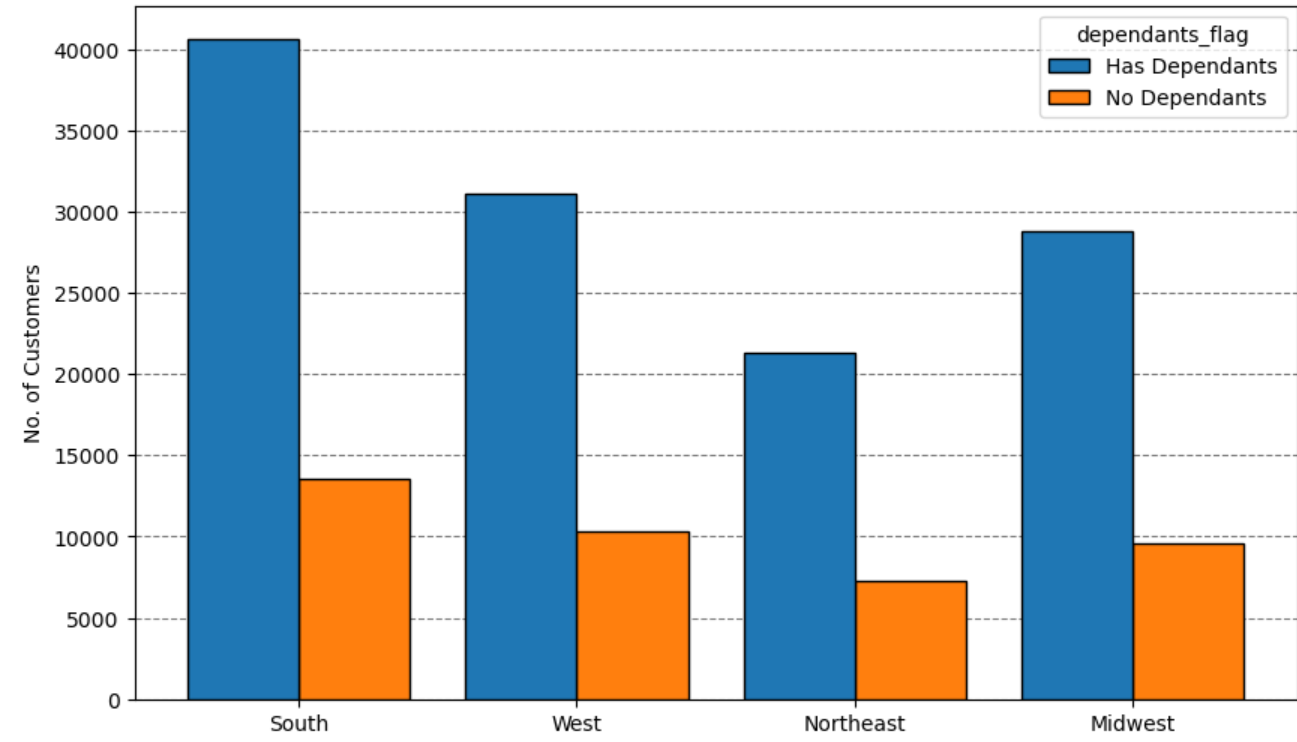 dependants_flag
Has Dependants
No Dependants
No. of Customers
40000
35000
30000
25000
20000
15000
10000
5000
0
South West Northeast Midwest